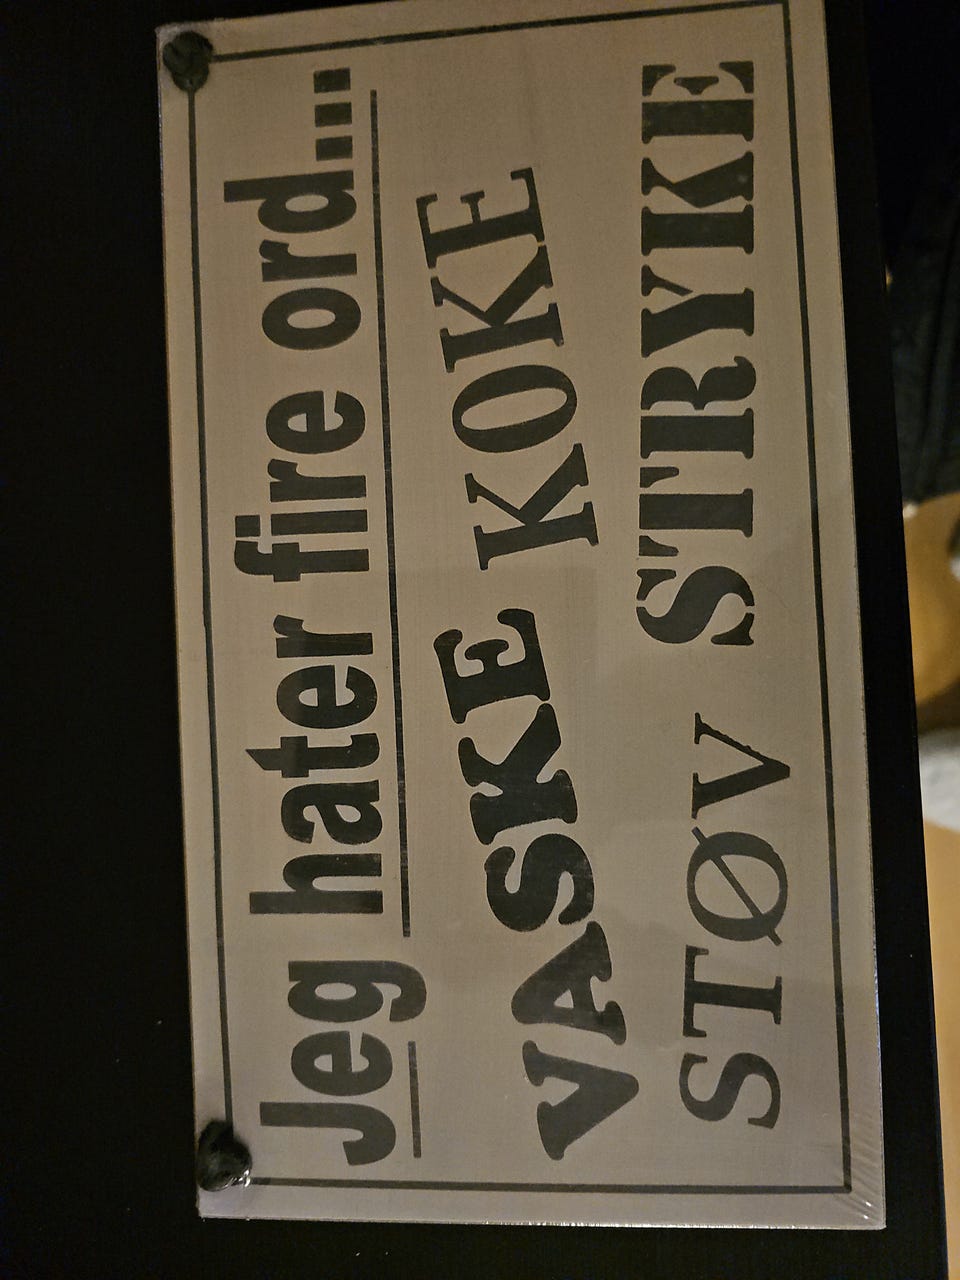 Jeg hater fire ord...
VASKE KOKE
STØV STRYKE